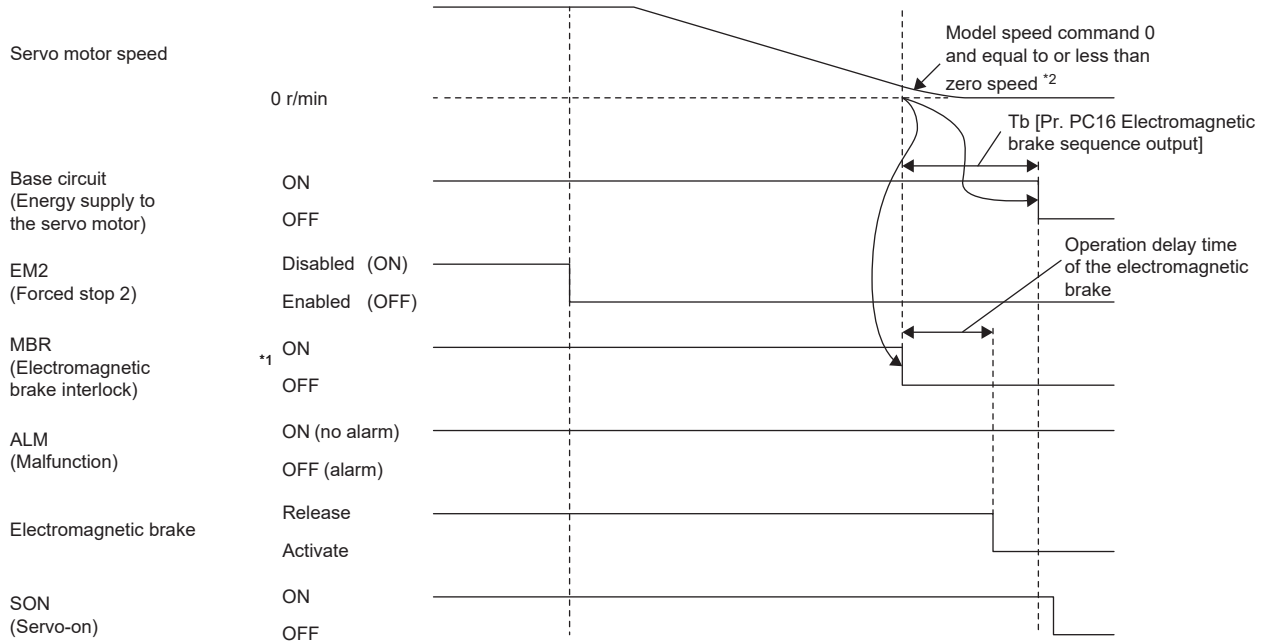 Servo motor speed
0 r/min
Model speed command 0
and equal to or less than
zero speed *2
Tb [Pr. PC16 Electromagnetic
brake sequence output]
Base circuit
(Energy supply to
the servo motor)
ON
OFF
EM2
(Forced stop 2)
Disabled (ON)
Enabled (OFF)
Operation delay time
of the electromagnetic
brake
MBR
(Electromagnetic
brake interlock)
*1
ON
OFF
ALM
(Malfunction)
ON (no alarm)
OFF (alarm)
Electromagnetic brake
Release
Activate
SON
(Servo-on)
ON
OFF